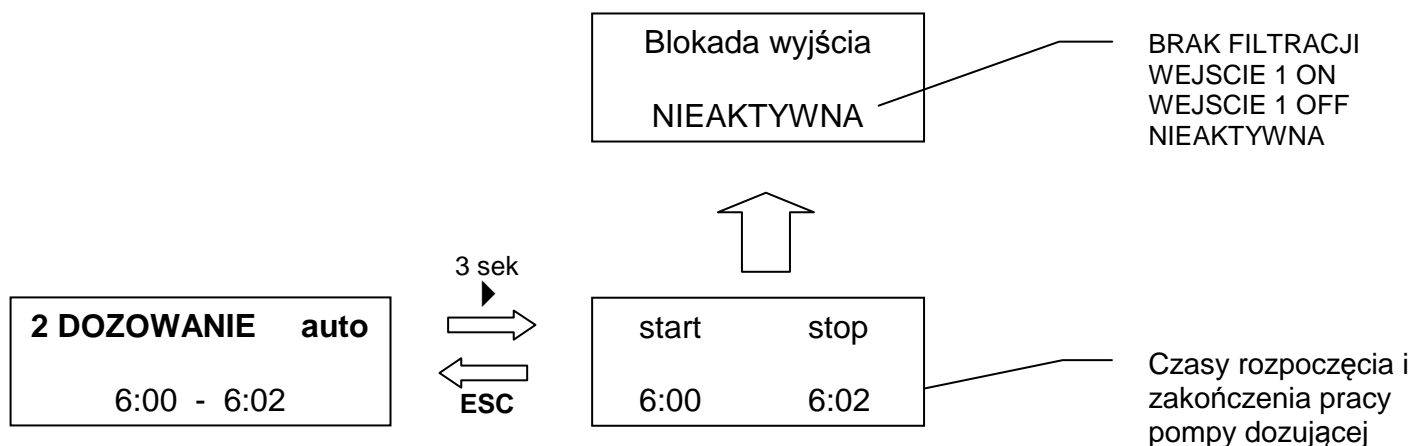 Blokada wyjścia
NIEAKTYWNA
BRAK FILTRACJI
WEJSCIE 1 ON
WEJSCIE 1 OFF
NIEAKTYWNA
2 DOZOWANIE auto
6:00 - 6:02
3 sek
ESC
start stop
6:00 6:02
Czasy rozpoczęcia i
zakończenia pracy
pompy dozującej